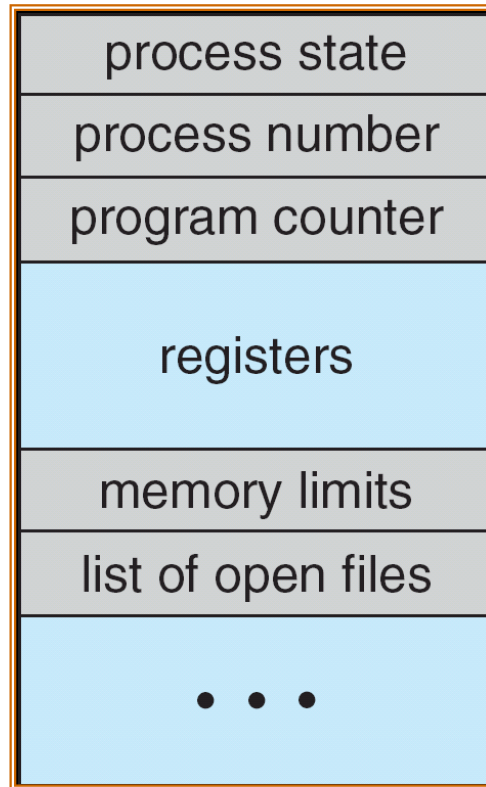 process state
process number
program counter
registers
memory limits
list of open files
• • •